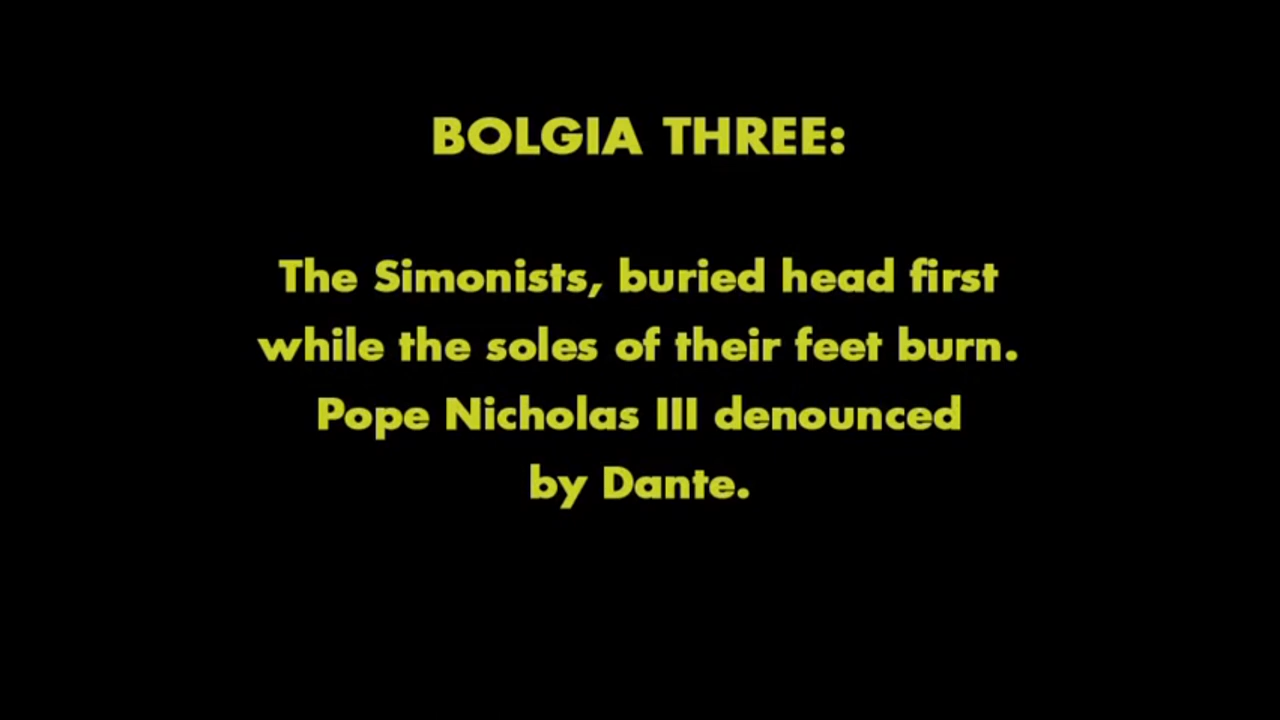 BOLGIA THREE:
The Simonists, buried head first
while the soles of their feet burn.
Pope Nicholas III denounced
by Dante.